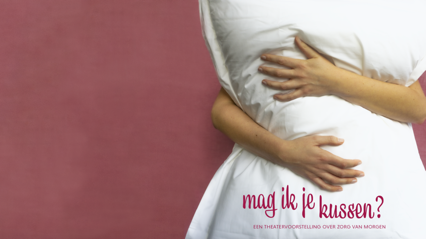 mag ik je kussen?
EEN THEATERVOORSTELLING OVER ZORG VAN MORGEN